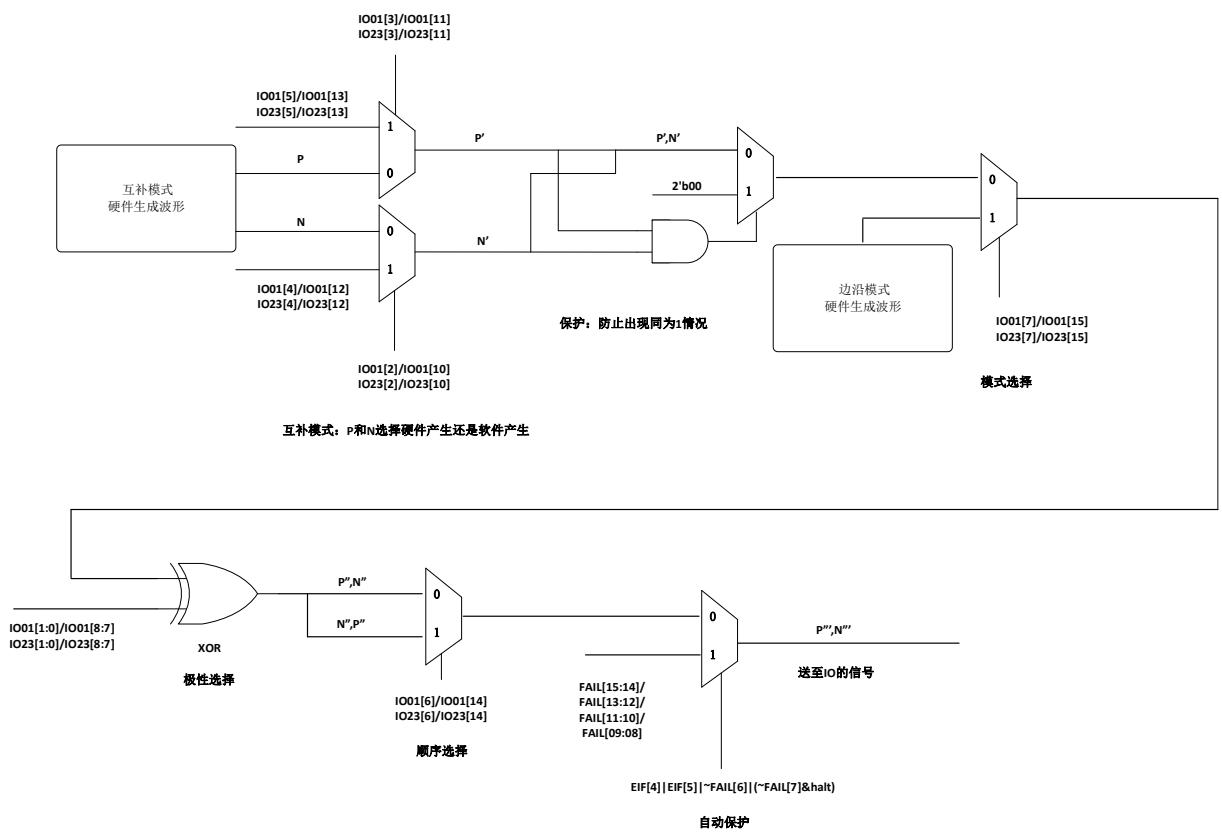 IO01[3]/IO01[11]
IO23[3]/IO23[11]
IO01[5]/IO01[13]
IO23[5]/IO23[13]
1
P
0
P’
互补模式
硬件生成波形
N
0
1
N’
IO01[4]/IO01[12]
IO23[4]/IO23[12]
IO01[2]/IO01[10]
IO23[2]/IO23[10]
互补模式：P和N选择硬件产生还是软件产生
P’,N’
0
2'b00
1
保护：防止出现同为1情况
0
1
边沿模式
硬件生成波形
IO01[7]/IO01[15]
IO23[7]/IO23[15]
模式选择
IO01[1:0]/IO01[8:7]
IO23[1:0]/IO23[8:7]
XOR
极性选择
P’’,N’’
0
N’’,P’’
1
IO01[6]/IO01[14]
IO23[6]/IO23[14]
顺序选择
0
1
FAIL[15:14]/
FAIL[13:12]/
FAIL[11:10]/
FAIL[09:08]
P’’’,N’’’
送至IO的信号
EIF[4]|EIF[5]|~FAIL[6]|(~FAIL[7]&halt)
自动保护